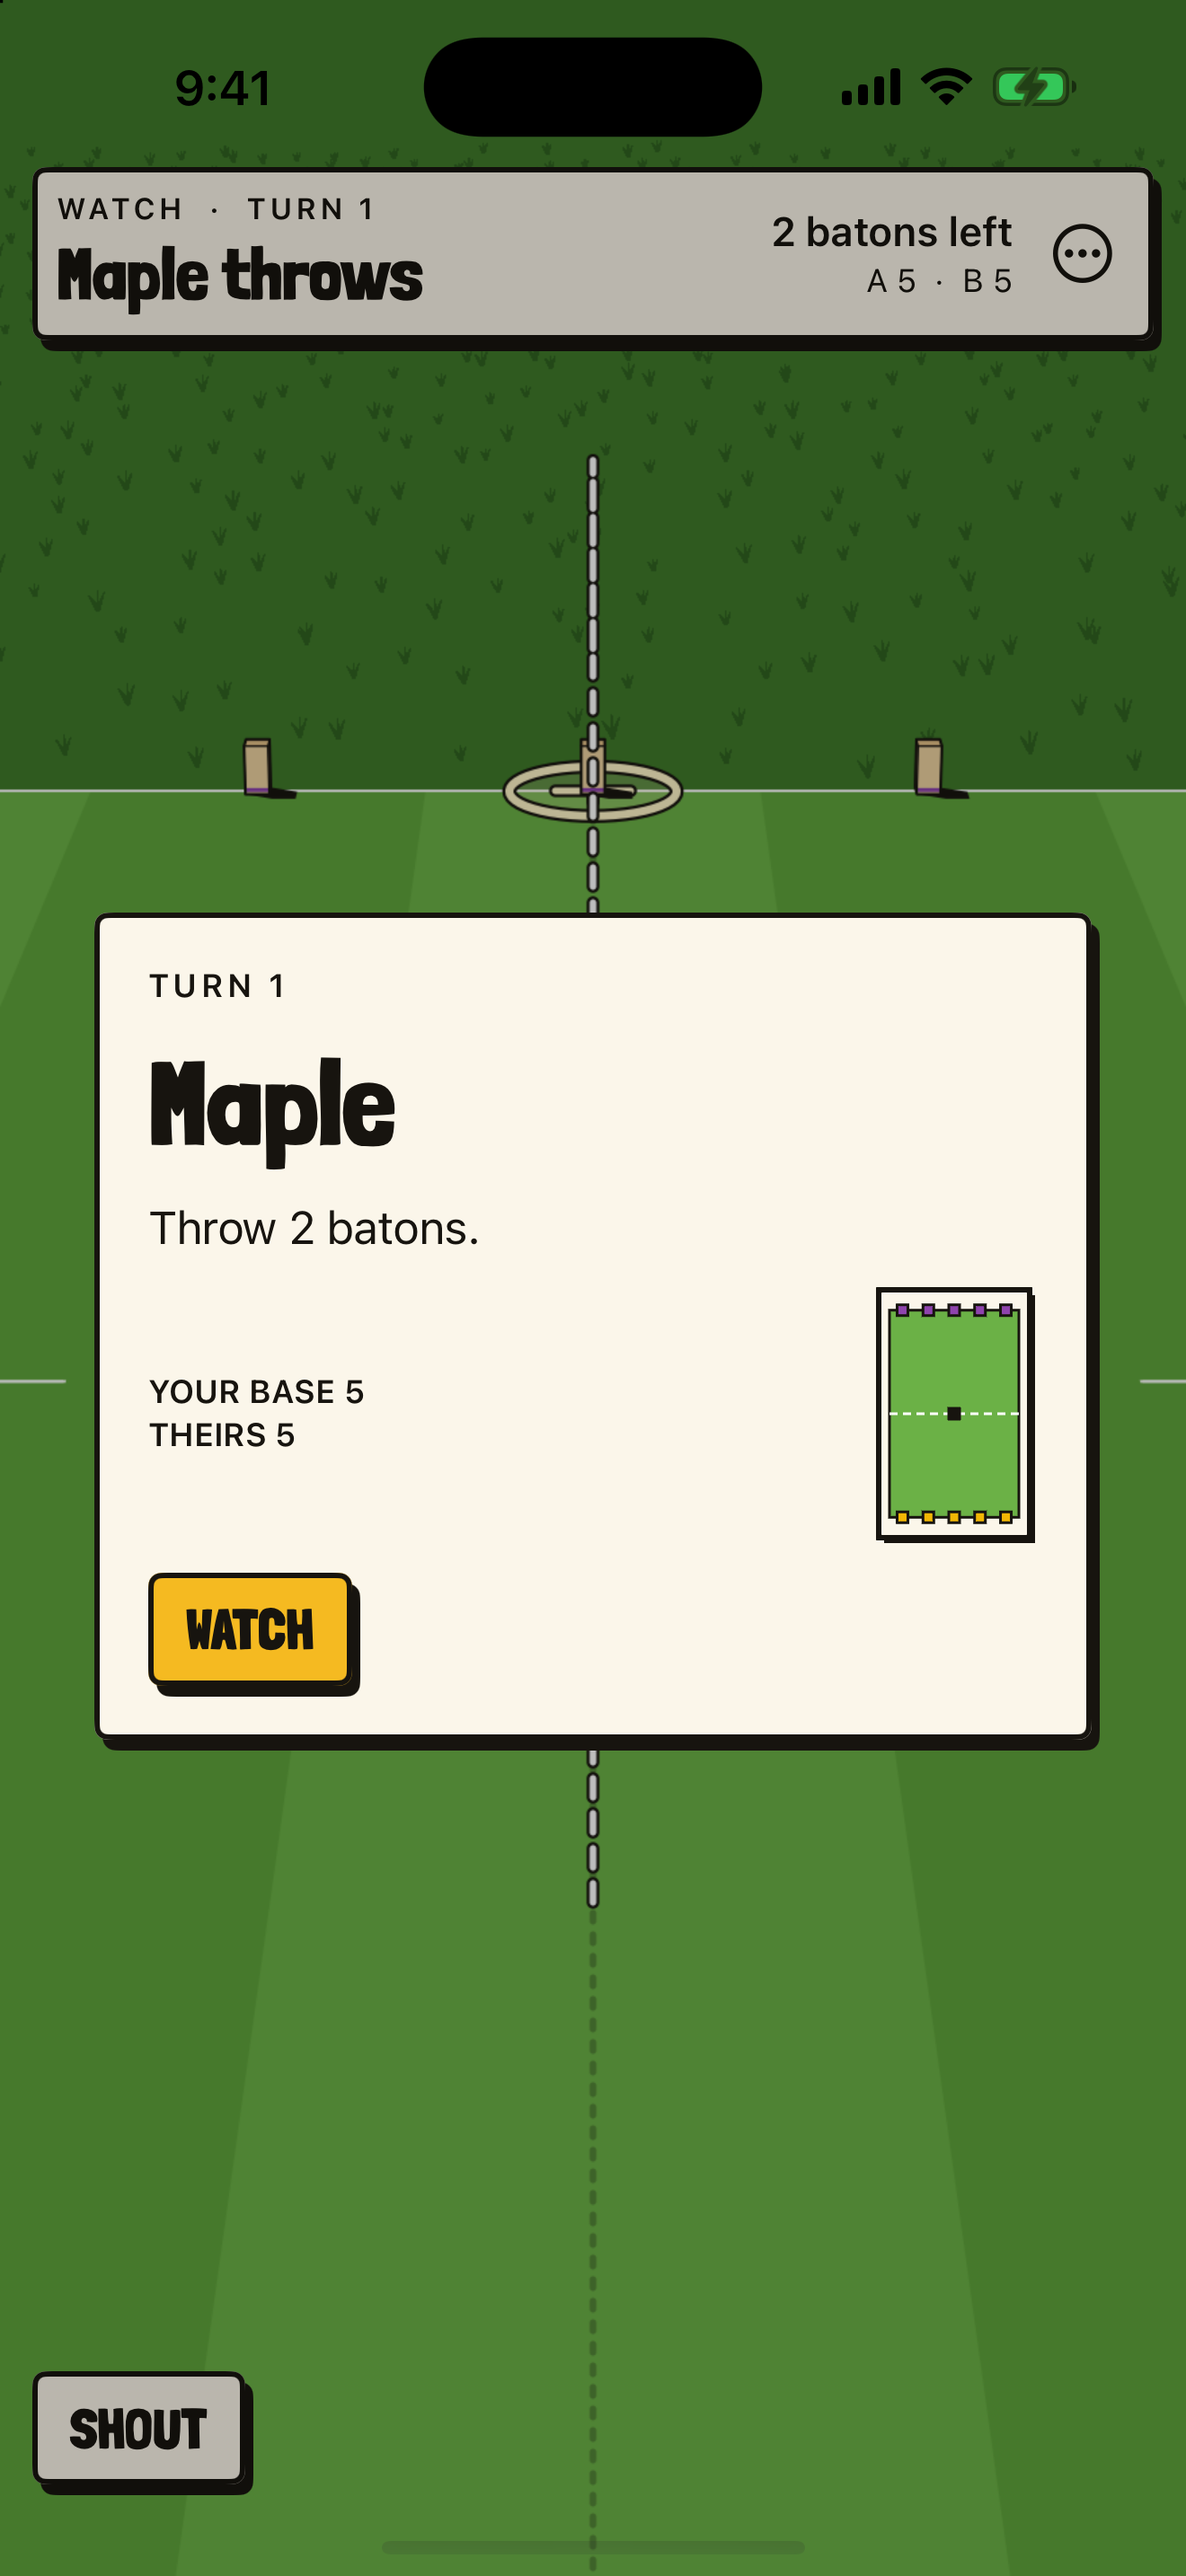 9:41
WATCH · TURN 1
Maple throws
2 batons left
A 5 · B 5
TURN 1
Maple
Throw 2 batons.
YOUR BASE 5
THEIRS 5
WATCH
SHOUT